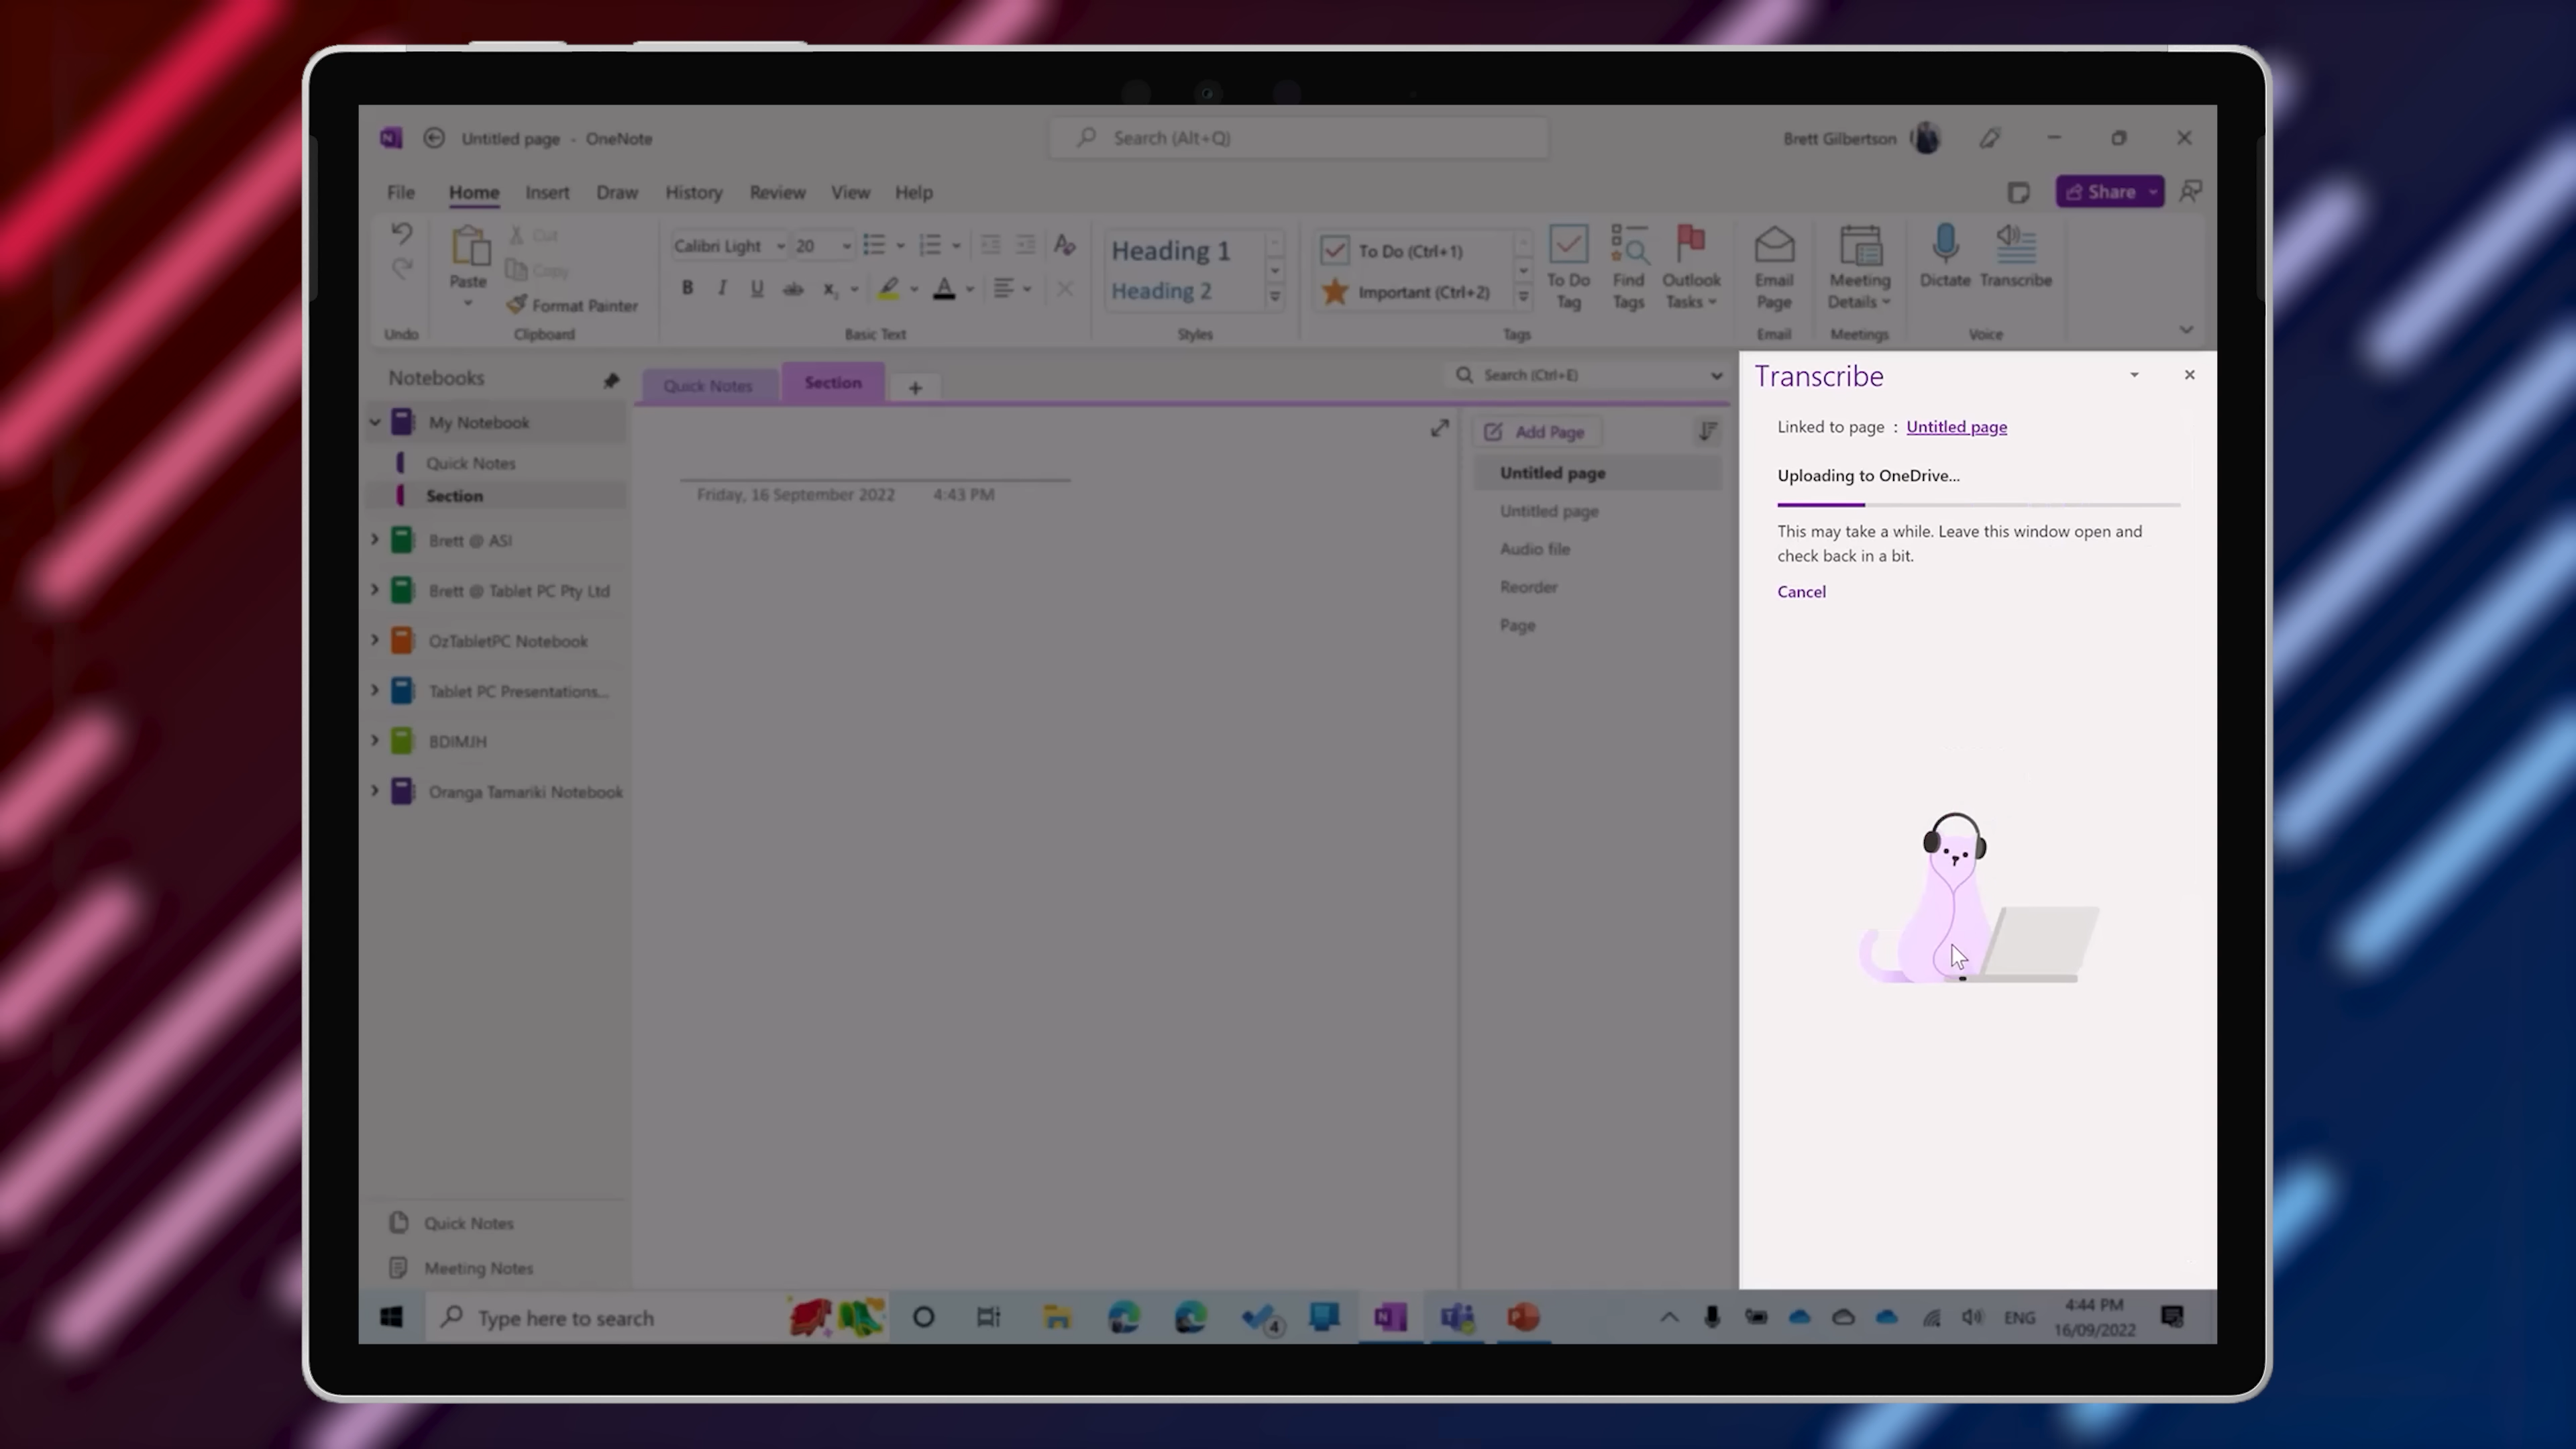 Untitled page - OneNote
Search (Alt+Q)
Brett Gilbertson
File Home Insert Draw History Review View Help
Share
Paste
Cut
Copy
Format Painter
Calibri Light 20
B I U ab x
A
Heading 1
Heading 2
To Do (Ctrl+1)
Important (Ctrl+2)
To Do Tag
Find Tags
Outlook Tasks
Email Page
Meeting Details
Dictate
Transcribe
Undo Clipboard Basic Text Styles Tags Email Meetings Voice
Notebooks
My Notebook
Quick Notes
Section
Brett @ ASI
Brett @ Tablet PC Pty Ltd
OzTabletPC Notebook
Tablet PC Presentations...
BDIMJH
Oranga Tamariki Notebook
Quick Notes
Meeting Notes
Quick Notes Section +
Search (Ctrl+E)
Friday, 16 September 2022 4:43 PM
Add Page
Untitled page
Untitled page
Audio file
Reorder
Page
Transcribe
Linked to page : Untitled page
Uploading to OneDrive...
This may take a while. Leave this window open and
check back in a bit.
Cancel
Type here to search
4
ENG
4:44 PM
16/09/2022